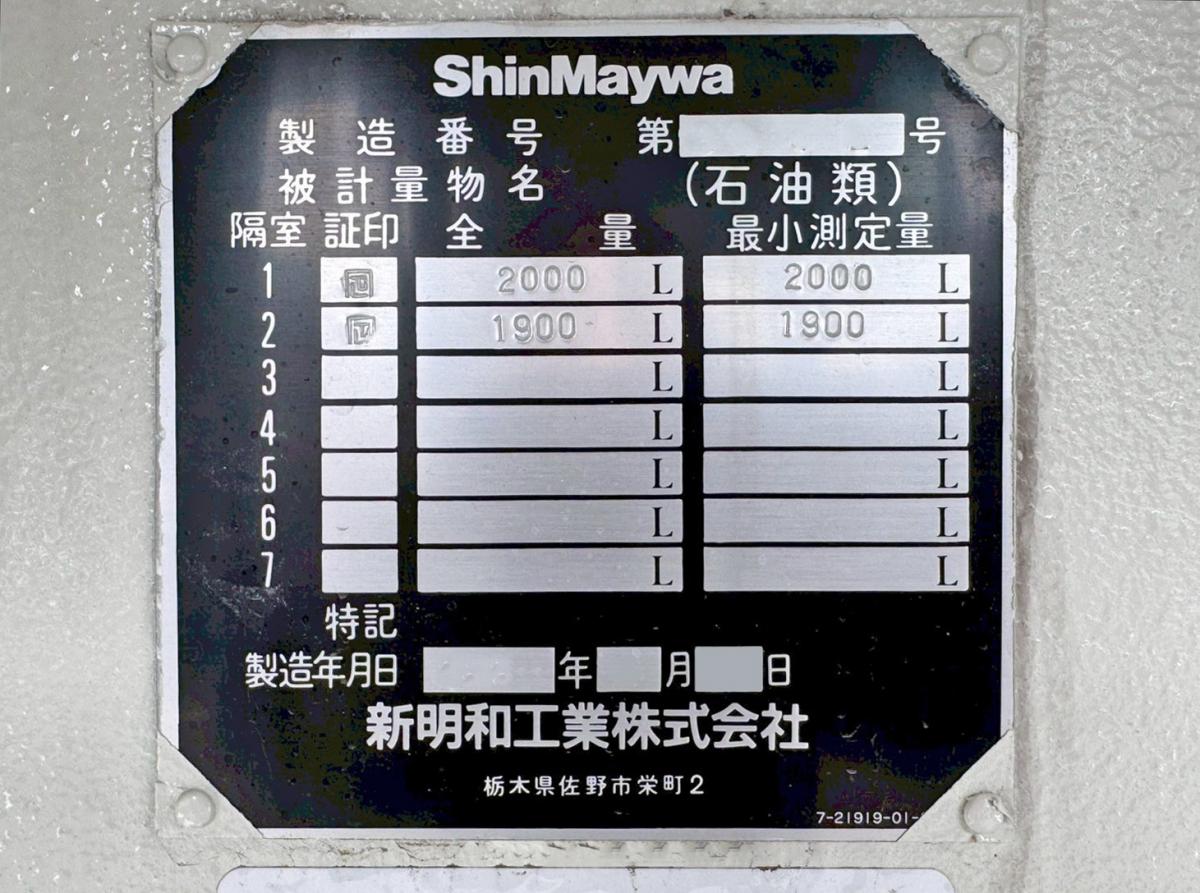 ShinMaywa
製造番号 第 号
被計量物名 (石油類)
隔室 証印 全量 最小測定量
1 2000 L 2000 L
2 1900 L 1900 L
3 L L
4 L L
5 L L
6 L L
7 L L
特記
製造年月日 年 月 日
新明和工業株式会社
栃木県佐野市栄町2
7-21919-01-